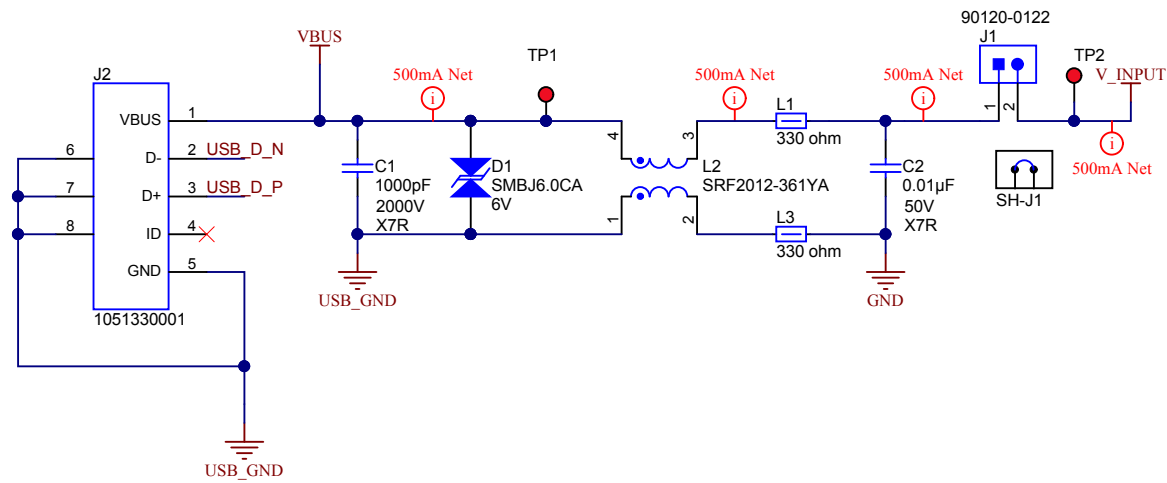 90120-0122
J1
VBUS
TP1
TP2
J2
500mA Net
i
500mA Net
i
500mA Net
i
V_INPUT
VBUS
1
D-
2
USB_D_N
D+
3
USB_D_P
ID
4
GND
5
6
7
8
1051330001
C1
1000pF
2000V
X7R
D1
SMBJ6.0CA
6V
4
3
1
2
L2
SRF2012-361YA
L1
330 ohm
L3
330 ohm
C2
0.01µF
50V
X7R
1
2
i
500mA Net
SH-J1
USB_GND
GND
USB_GND